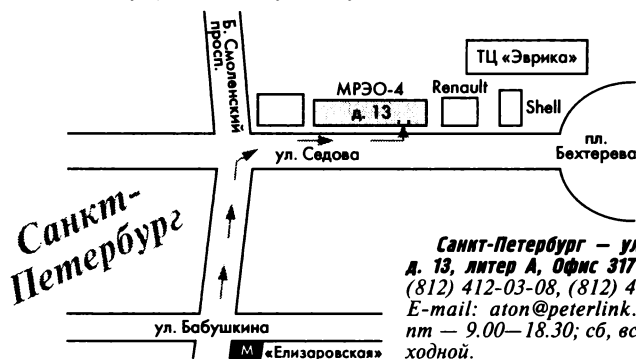 Б. Смоленский
просп.
ТЦ «Эврика»
МРЭО-4
Renault
д. 13
Shell
ул. Седова
пл.
Бехтерева
Санкт-
Петербург
Санкт-Петербург — ул
д. 13, литер А, Офис 317
(812) 412-03-08, (812) 4
E-mail: aton@peterlink.
пт — 9.00—18.30; сб, вс
ходной.
ул. Бабушкина
М «Елизаровская»